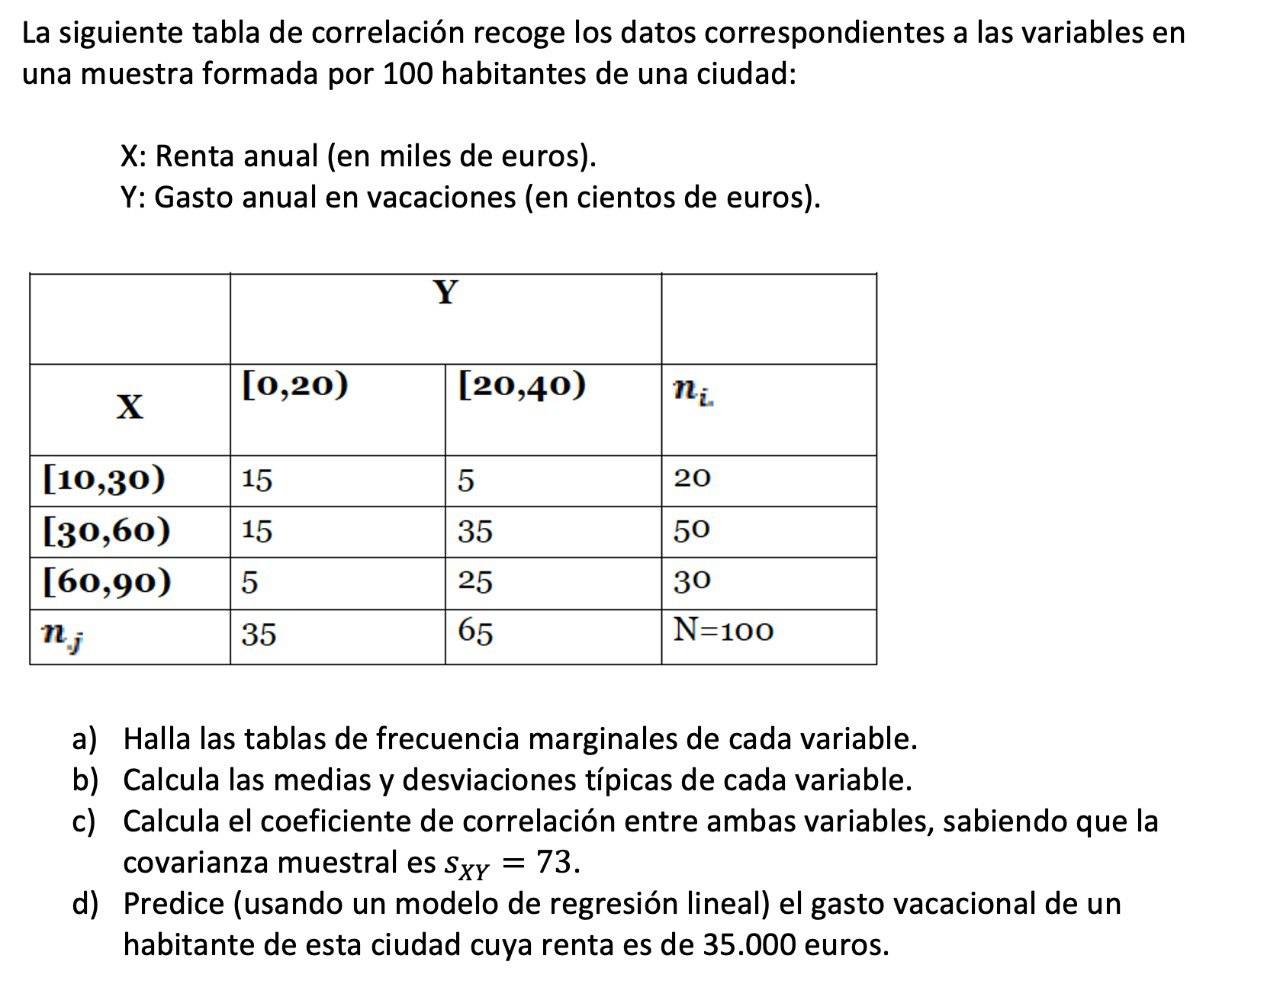 La siguiente tabla de correlación recoge los datos correspondientes a las variables en
una muestra formada por 100 habitantes de una ciudad:
X: Renta anual (en miles de euros).
Y: Gasto anual en vacaciones (en cientos de euros).
Y
X [0,20) [20,40) n_i.
[10,30) 15 5 20
[30,60) 15 35 50
[60,90) 5 25 30
n_.j 35 65 N=100
a) Halla las tablas de frecuencia marginales de cada variable.
b) Calcula las medias y desviaciones típicas de cada variable.
c) Calcula el coeficiente de correlación entre ambas variables, sabiendo que la
covarianza muestral es s_XY = 73.
d) Predice (usando un modelo de regresión lineal) el gasto vacacional de un
habitante de esta ciudad cuya renta es de 35.000 euros.